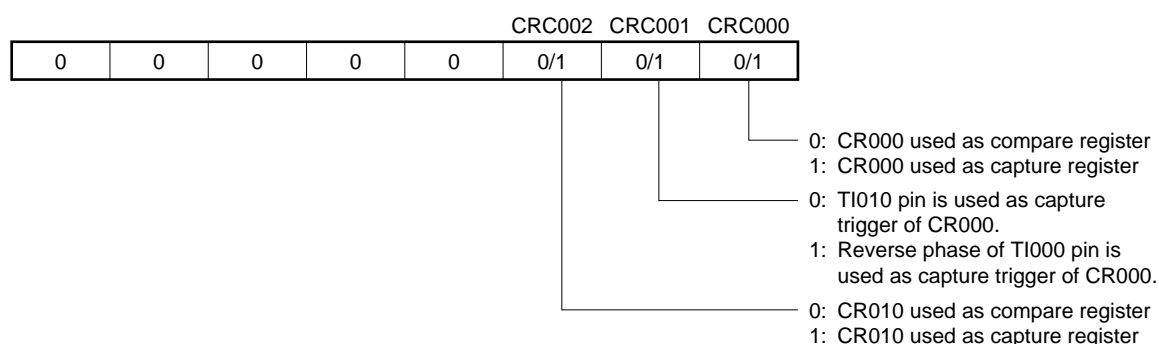 CRC002 CRC001 CRC000
0 0 0 0 0 0/1 0/1 0/1
0: CR000 used as compare register
1: CR000 used as capture register
0: TI010 pin is used as capture
trigger of CR000.
1: Reverse phase of TI000 pin is
used as capture trigger of CR000.
0: CR010 used as compare register
1: CR010 used as capture register